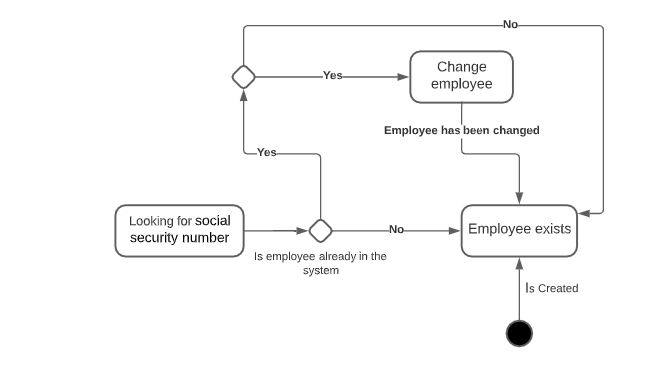 No
Change
employee
Yes
Employee has been changed
Yes
Looking for social
security number
No
Employee exists
Is employee already in the
system
Is Created